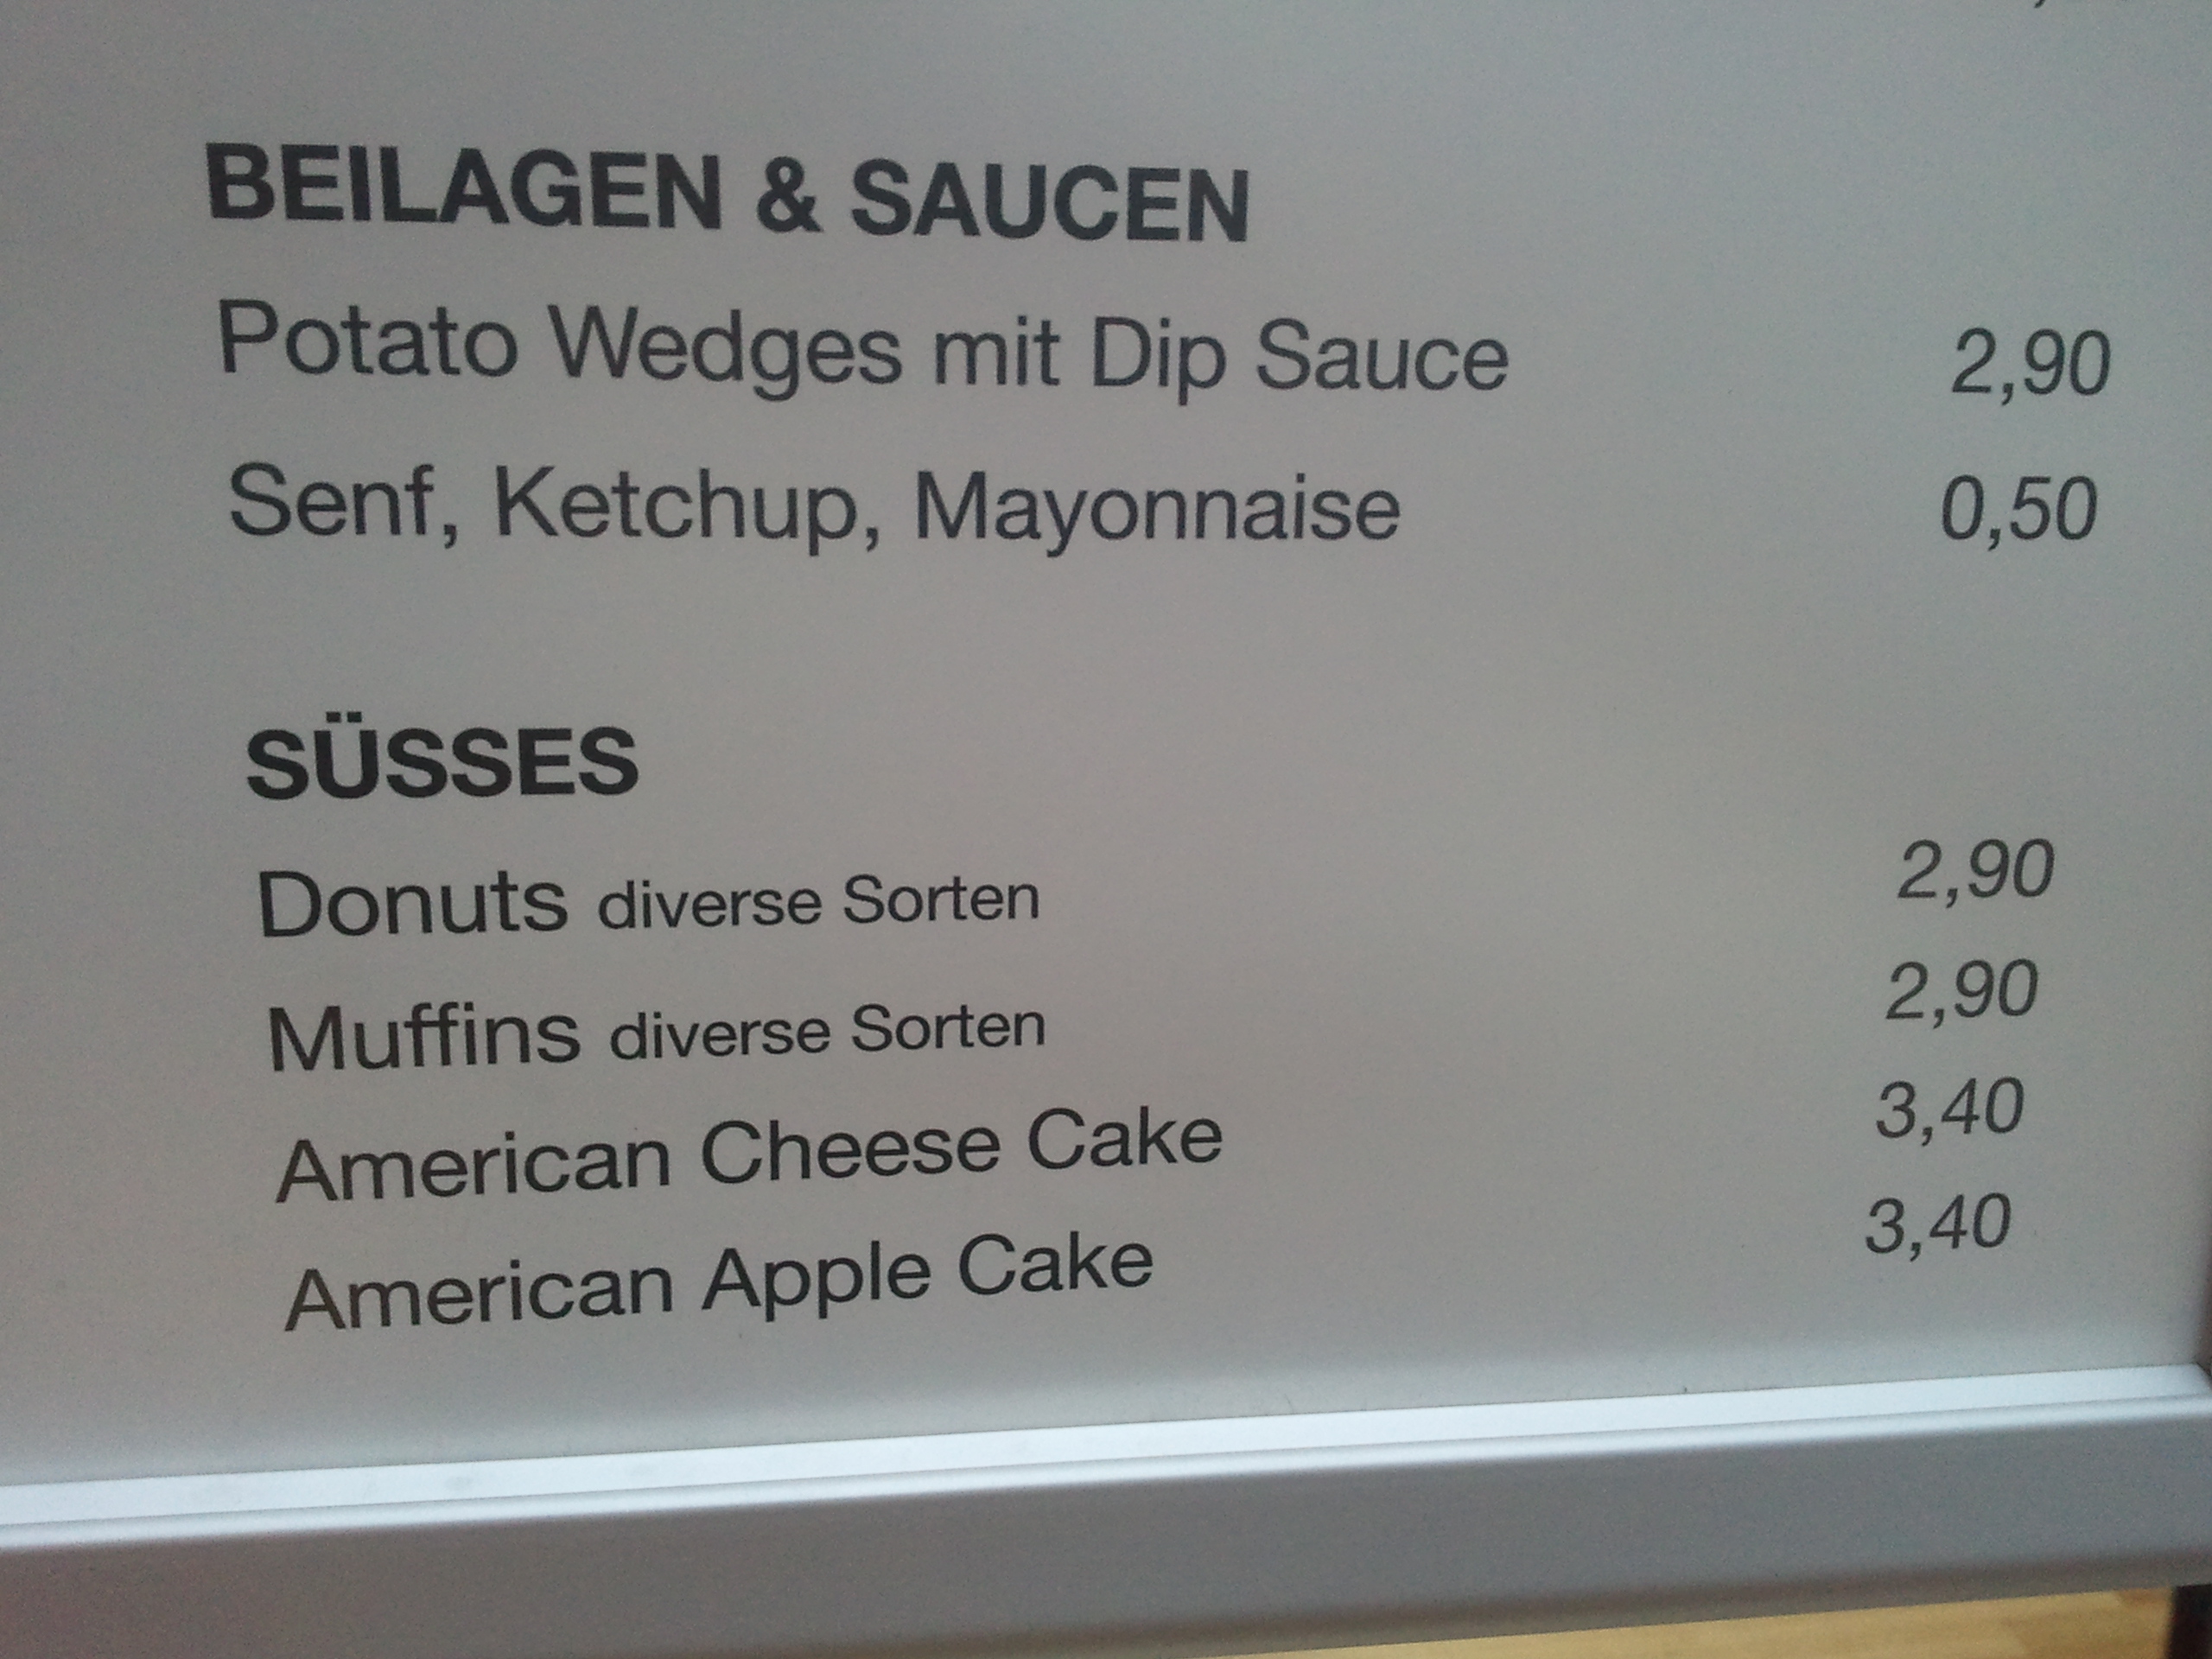 BEILAGEN & SAUCEN
Potato Wedges mit Dip Sauce 2,90
Senf, Ketchup, Mayonnaise 0,50
SÜSSES
Donuts diverse Sorten 2,90
Muffins diverse Sorten 2,90
American Cheese Cake 3,40
American Apple Cake 3,40